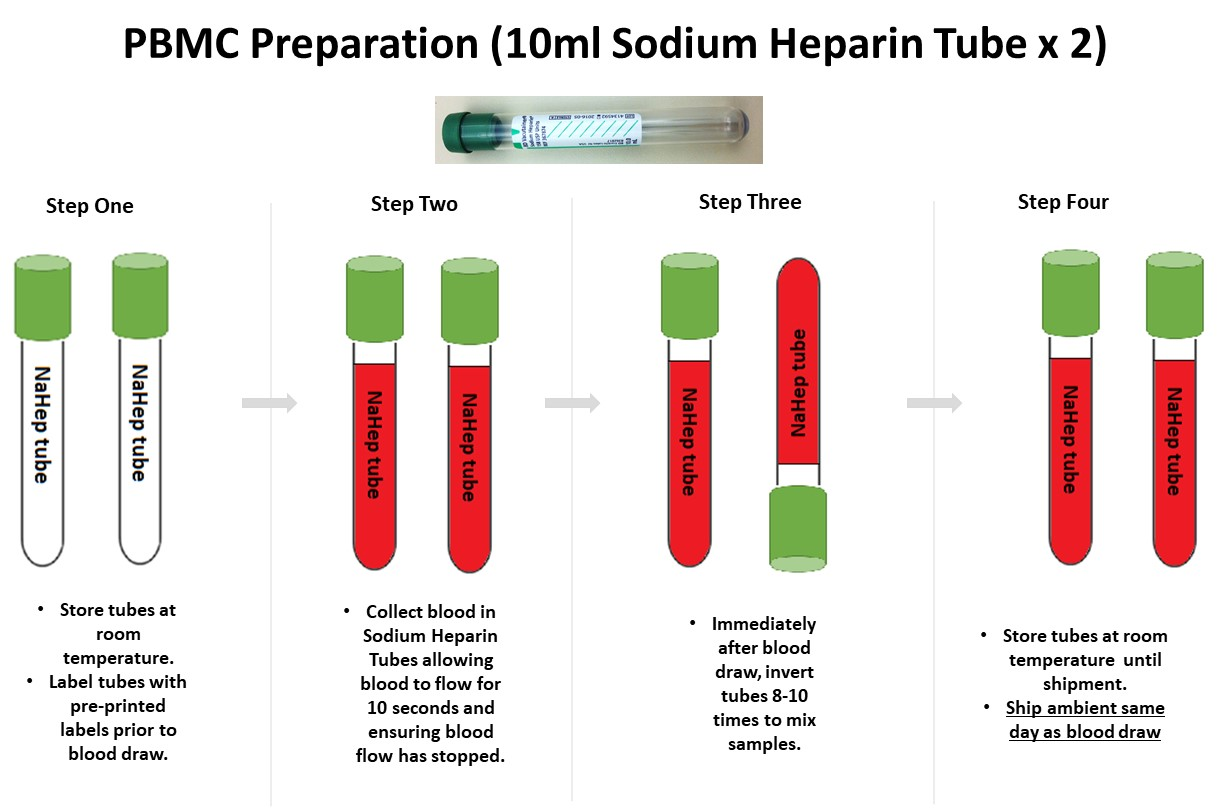 PBMC Preparation (10ml Sodium Heparin Tube x 2)
Step One
NaHep tube
NaHep tube
• Store tubes at
room
temperature.
• Label tubes with
pre-printed
labels prior to
blood draw.
Step Two
NaHep tube
NaHep tube
• Collect blood in
Sodium Heparin
Tubes allowing
blood to flow for
10 seconds and
ensuring blood
flow has stopped.
Step Three
NaHep tube
NaHep tube
• Immediately
after blood
draw, invert
tubes 8-10
times to mix
samples.
Step Four
NaHep tube
NaHep tube
• Store tubes at room
temperature until
shipment.
• Ship ambient same
day as blood draw